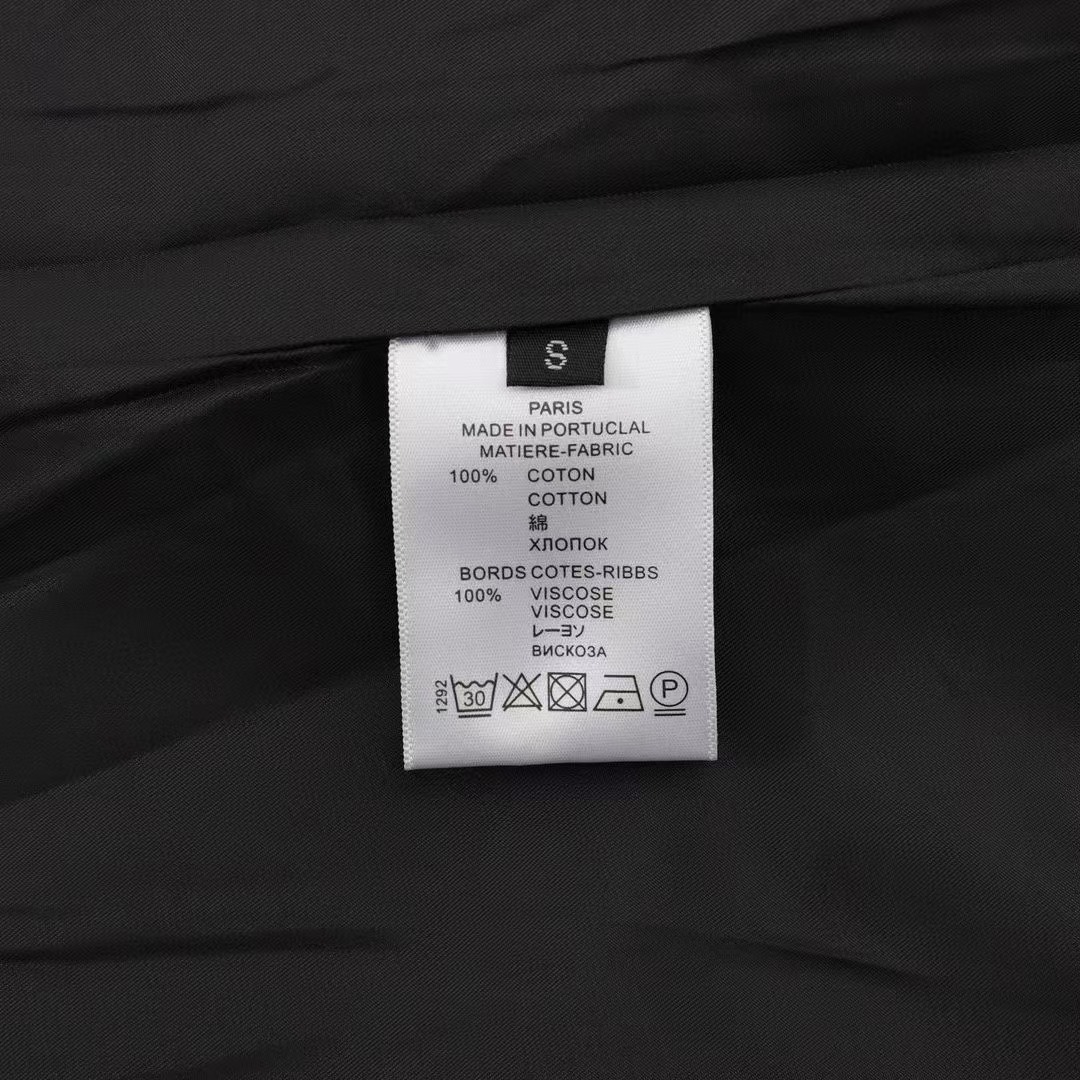 S
PARIS
MADE IN PORTUCLAL
MATIERE-FABRIC
100% COTON
COTTON
綿
ХЛОПОК
BORDS COTES-RIBBS
100% VISCOSE
VISCOSE
レーヨソ
ВИСКОЗА
1292 30 P